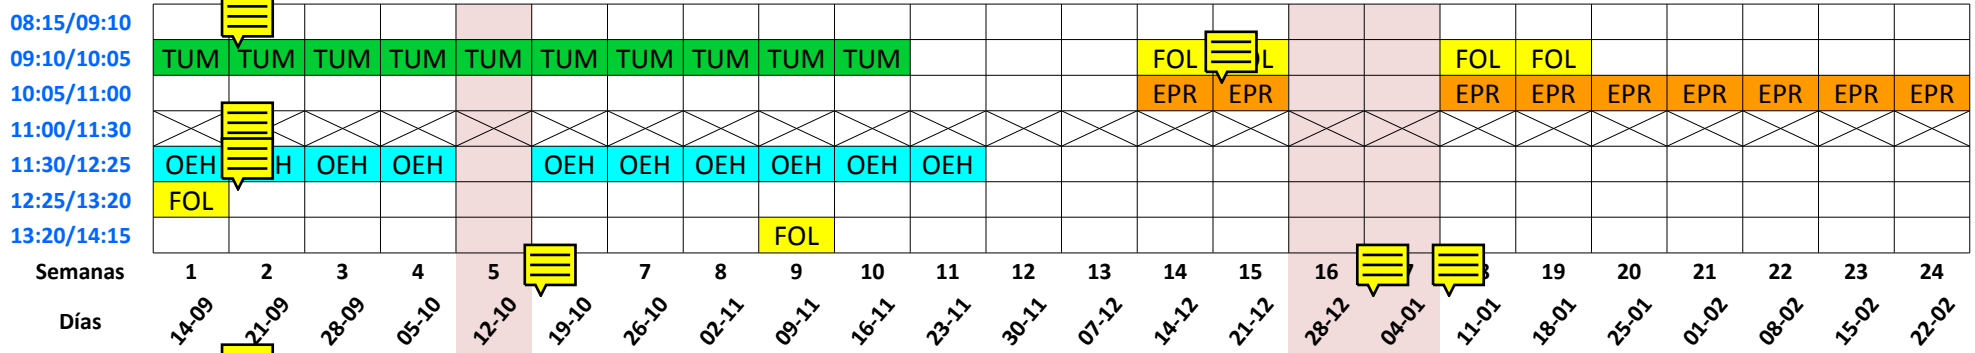 08:15/09:10
09:10/10:05 TUM TUM TUM TUM TUM TUM TUM TUM TUM TUM FOL FOL FOL
10:05/11:00 EPR EPR EPR EPR EPR EPR EPR EPR EPR
11:00/11:30
11:30/12:25 OEH OEH OEH OEH OEH OEH OEH OEH OEH
12:25/13:20 FOL
13:20/14:15 FOL
Semanas 1 2 3 4 5 7 8 9 10 11 12 13 14 15 16 19 20 21 22 23 24
Días 14-09 21-09 28-09 05-10 12-10 19-10 26-10 02-11 09-11 16-11 23-11 30-11 07-12 14-12 21-12 28-12 04-01 11-01 18-01 25-01 01-02 08-02 15-02 22-02